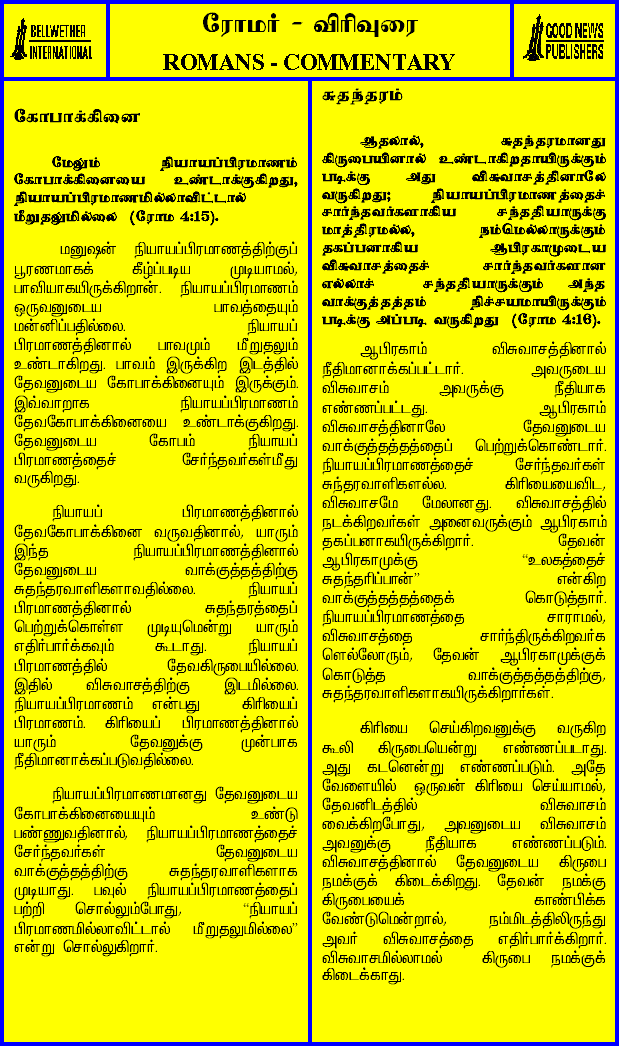 BELLWETHER
INTERNATIONAL
ரோமர் - விரிவுரை
ROMANS - COMMENTARY
GOOD NEWS
PUBLISHERS
கோபாக்கினை
மேலும் நியாயப்பிரமாணம்
கோபாக்கினையை உண்டாக்குகிறது,
நியாயப்பிரமாணமில்லாவிட்டால்
மீறுதலுமில்லை (ரோம 4:15).
மனுஷன் நியாயப்பிரமாணத்திற்குப்
பூரணமாகக் கீழ்ப்படிய முடியாமல்,
பாவியாகயிருக்கிறான். நியாயப்பிரமாணம்
ஒருவனுடைய பாவத்தையும்
மன்னிப்பதில்லை. நியாயப்
பிரமாணத்தினால் பாவமும் மீறுதலும்
உண்டாகிறது. பாவம் இருக்கிற இடத்தில்
தேவனுடைய கோபாக்கினையும் இருக்கும்.
இவ்வாறாக நியாயப்பிரமாணம்
தேவகோபாக்கினையை உண்டாக்குகிறது.
தேவனுடைய கோபம் நியாயப்
பிரமாணத்தைச் சேர்ந்தவர்கள்மீது
வருகிறது.
நியாயப் பிரமாணத்தினால்
தேவகோபாக்கினை வருவதினால், யாரும்
இந்த நியாயப்பிரமாணத்தினால்
தேவனுடைய வாக்குத்தத்திற்கு
சுதந்தரவாளிகளாவதில்லை. நியாயப்
பிரமாணத்தினால் சுதந்தரத்தைப்
பெற்றுக்கொள்ள முடியுமென்று யாரும்
எதிர்பார்க்கவும் கூடாது. நியாயப்
பிரமாணத்தில் தேவகிருபையில்லை.
இதில் விசுவாசத்திற்கு இடமில்லை.
நியாயப்பிரமாணம் என்பது கிரியைப்
பிரமாணம். கிரியைப் பிரமாணத்தினால்
யாரும் தேவனுக்கு முன்பாக
நீதிமானாக்கப்படுவதில்லை.
நியாயப்பிரமாணமானது தேவனுடைய
கோபாக்கினையையும் உண்டு
பண்ணுவதினால், நியாயப்பிரமாணத்தைச்
சேர்ந்தவர்கள் தேவனுடைய
வாக்குத்தத்திற்கு சுதந்தரவாளிகளாக
முடியாது. பவுல் நியாயப்பிரமாணத்தைப்
பற்றி சொல்லும்போது, “நியாயப்
பிரமாணமில்லாவிட்டால் மீறுதலுமில்லை”
என்று சொல்லுகிறார்.
சுதந்தரம்
ஆதலால், சுதந்தரமானது
கிருபையினால் உண்டாகிறதாயிருக்கும்
படிக்கு அது விசுவாசத்தினாலே
வருகிறது; நியாயப்பிரமாணத்தைச்
சார்ந்தவர்களாகிய சந்ததியாருக்கு
மாத்திரமல்ல, நம்மெல்லாருக்கும்
தகப்பனாகிய ஆபிரகாமுடைய
விசுவாசத்தைச் சார்ந்தவர்களான
எல்லாச் சந்ததியாருக்கும் அந்த
வாக்குத்தத்தம் நிச்சயமாயிருக்கும்
படிக்கு அப்படி வருகிறது (ரோம 4:16).
ஆபிரகாம் விசுவாசத்தினால்
நீதிமானாக்கப்பட்டார். அவருடைய
விசுவாசம் அவருக்கு நீதியாக
எண்ணப்பட்டது. ஆபிரகாம்
விசுவாசத்தினாலே தேவனுடைய
வாக்குத்தத்தத்தைப் பெற்றுக்கொண்டார்.
நியாயப்பிரமாணத்தைச் சேர்ந்தவர்கள்
சுந்தரவாளிகளல்ல. கிரியையைவிட,
விசுவாசமே மேலானது. விசுவாசத்தில்
நடக்கிறவர்கள் அனைவருக்கும் ஆபிரகாம்
தகப்பனாகயிருக்கிறார். தேவன்
ஆபிரகாமுக்கு “உலகத்தைச்
சுதந்தரிப்பான்” என்கிற
வாக்குத்தத்தத்தைக் கொடுத்தார்.
நியாயப்பிரமாணத்தை சாராமல்,
விசுவாசத்தை சார்ந்திருக்கிறவர்க
ளெல்லோரும், தேவன் ஆபிரகாமுக்குக்
கொடுத்த வாக்குத்தத்தத்திற்கு,
சுதந்தரவாளிகளாகயிருக்கிறார்கள்.
கிரியை செய்கிறவனுக்கு வருகிற
கூலி கிருபையென்று எண்ணப்படாது.
அது கடனென்று எண்ணப்படும். அதே
வேளையில் ஒருவன் கிரியை செய்யாமல்,
தேவனிடத்தில் விசுவாசம்
வைக்கிறபோது, அவனுடைய விசுவாசம்
அவனுக்கு நீதியாக எண்ணப்படும்.
விசுவாசத்தினால் தேவனுடைய கிருபை
நமக்குக் கிடைக்கிறது. தேவன் நமக்கு
கிருபையைக் காண்பிக்க
வேண்டுமென்றால், நம்மிடத்திலிருந்து
அவர் விசுவாசத்தை எதிர்பார்க்கிறார்.
விசுவாசமில்லாமல் கிருபை நமக்குக்
கிடைக்காது.